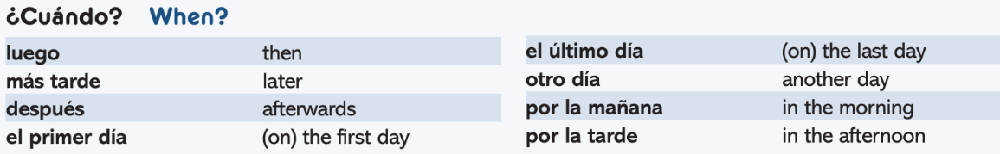 ¿Cuándo? When?
luego then
más tarde later
después afterwards
el primer día (on) the first day
el último día (on) the last day
otro día another day
por la mañana in the morning
por la tarde in the afternoon